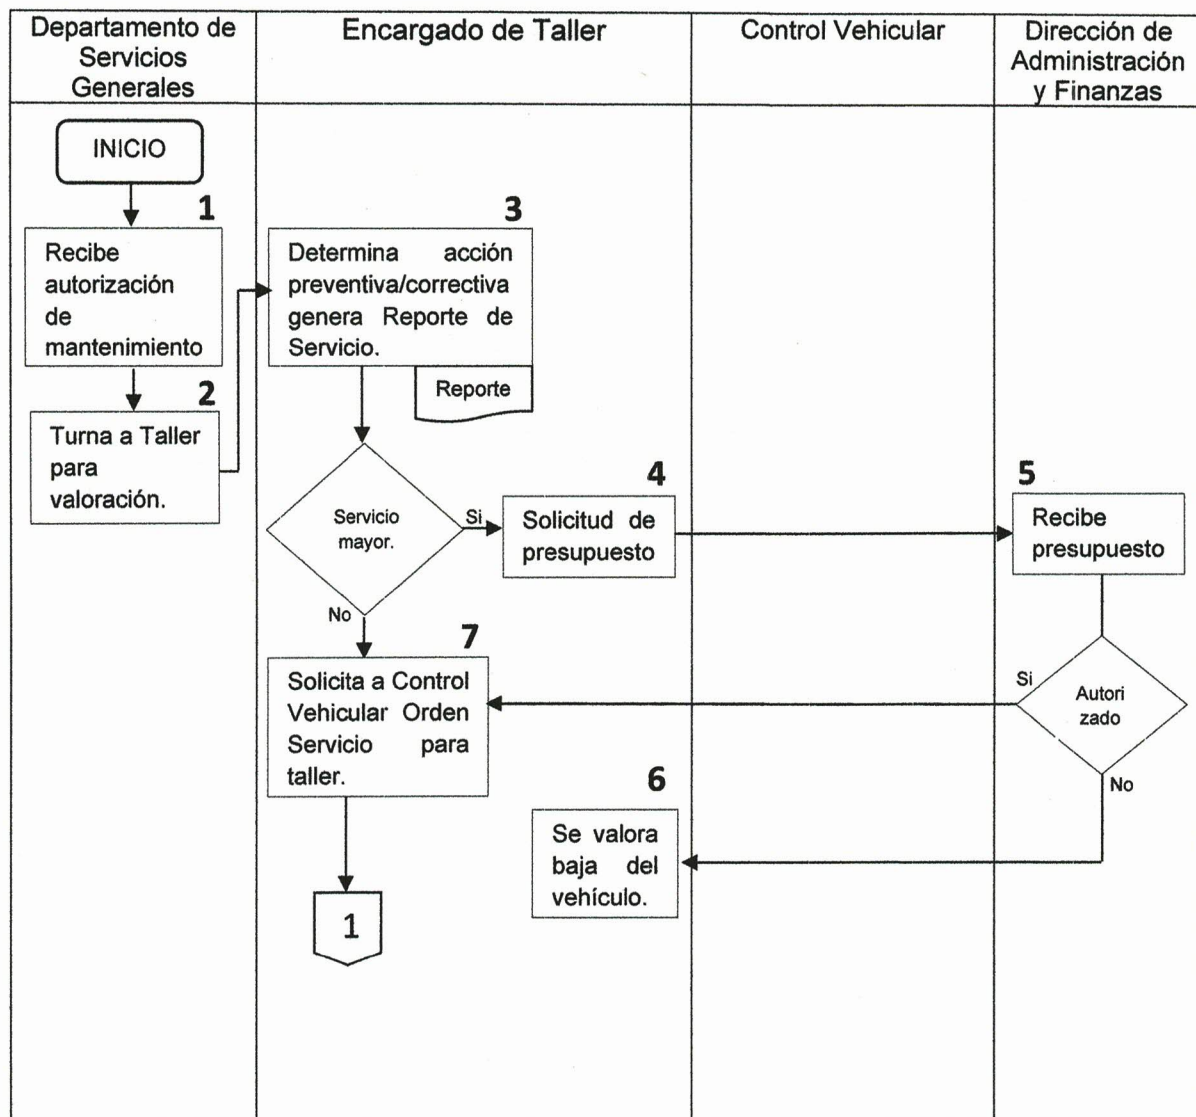 Departamento de
Servicios
Generales
Encargado de Taller
Control Vehicular
Dirección de
Administración
y Finanzas
INICIO
1
Recibe
autorización
de
mantenimiento
2
Turna a Taller
para
valoración.
3
Determina acción
preventiva/correctiva
genera Reporte de
Servicio.
Reporte
Servicio
mayor.
Si
No
4
Solicitud de
presupuesto
5
Recibe
presupuesto
Autori
zado
Si
No
6
Se valora
baja del
vehículo.
7
Solicita a Control
Vehicular Orden
Servicio para
taller.
1